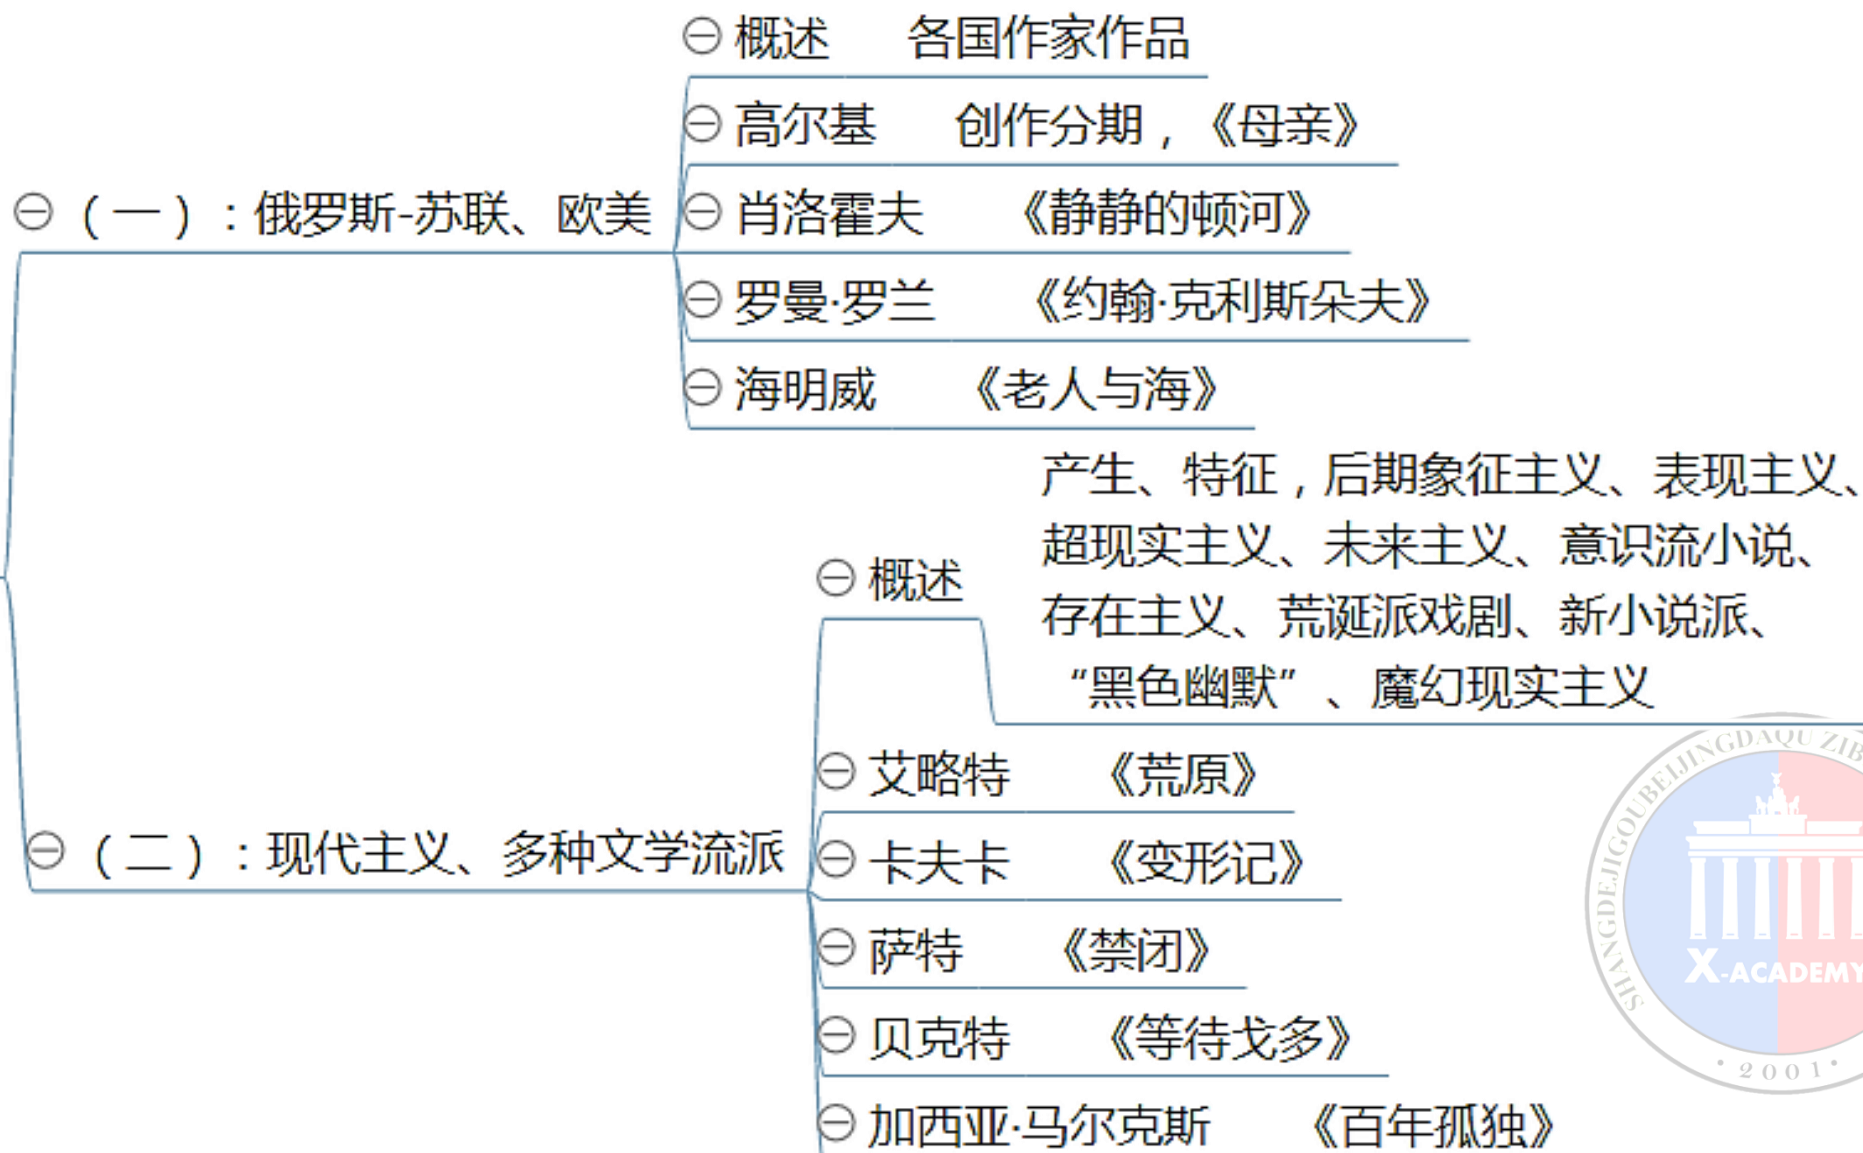 概述 各国作家作品
高尔基 创作分期，《母亲》
（一）：俄罗斯-苏联、欧美
肖洛霍夫 《静静的顿河》
罗曼·罗兰 《约翰·克利斯朵夫》
海明威 《老人与海》
产生、特征，后期象征主义、表现主义、
超现实主义、未来主义、意识流小说、
概述
存在主义、荒诞派戏剧、新小说派、
“黑色幽默”、魔幻现实主义
艾略特 《荒原》
（二）：现代主义、多种文学流派
卡夫卡 《变形记》
萨特 《禁闭》
贝克特 《等待戈多》
加西亚·马尔克斯 《百年孤独》
X-ACADEMY
·2001·